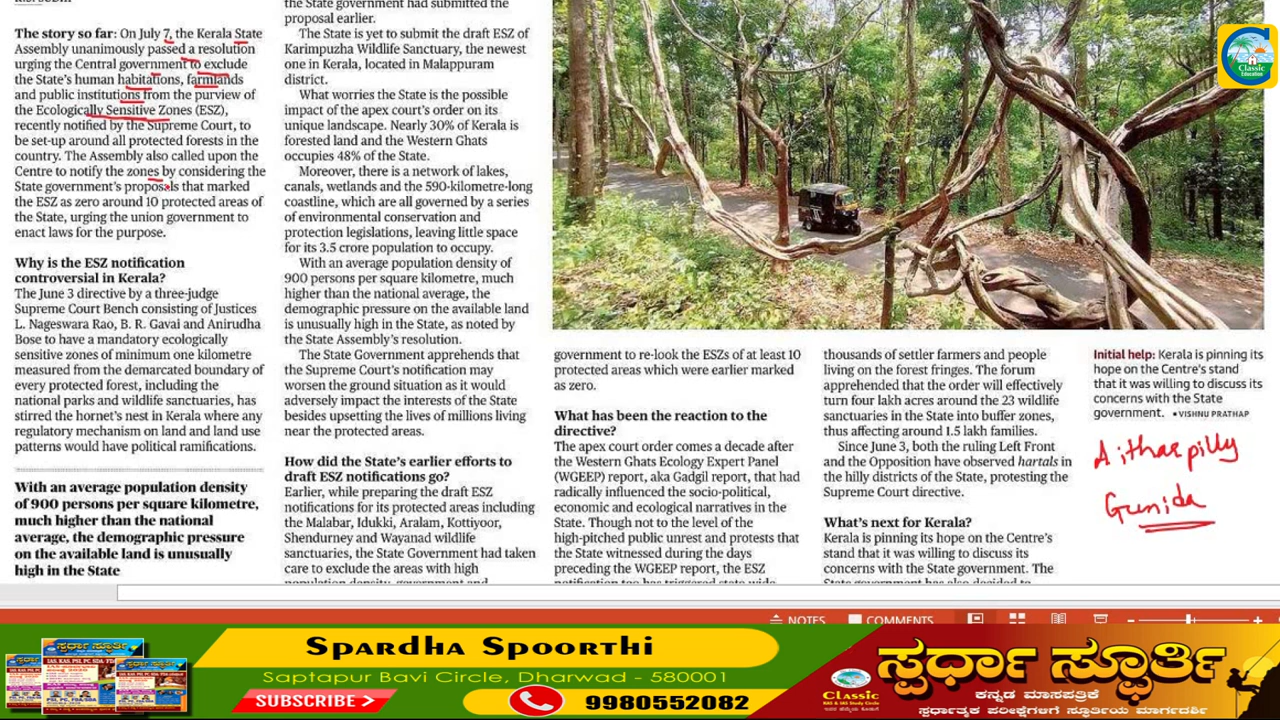 the State government had submitted the
proposal earlier.
The State is yet to submit the draft ESZ of
Karimpuzha Wildlife Sanctuary, the newest
one in Kerala, located in Malappuram
district.
What worries the State is the possible
impact of the apex court's order on its
unique landscape. Nearly 30% of Kerala is
forested land and the Western Ghats
occupies 48% of the State.
Moreover, there is a network of lakes,
canals, wetlands and the 590-kilometre-long
coastline, which are all governed by a series
of environmental conservation and
protection legislations, leaving little space
for its 3.5 crore population to occupy.
With an average population density of
900 persons per square kilometre, much
higher than the national average, the
demographic pressure on the available land
is unusually high in the State, as noted by
the State Assembly's resolution.
The State Government apprehends that
the Supreme Court's notification may
worsen the ground situation as it would
adversely impact the interests of the State
besides upsetting the lives of millions living
near the protected areas.
How did the State's earlier efforts to
draft ESZ notifications go?
Earlier, while preparing the draft ESZ
notifications for its protected areas including
the Malabar, Idukki, Aralam, Kottiyoor,
Shendurney and Wayanad wildlife
sanctuaries, the State Government had taken
care to exclude the areas with high
population density, government and
The story so far: On July 7, the Kerala State
Assembly unanimously passed a resolution
urging the Central government to exclude
the State's human habitations, farmlands
and public institutions from the purview of
the Ecologically Sensitive Zones (ESZ),
recently notified by the Supreme Court, to
be set-up around all protected forests in the
country. The Assembly also called upon the
Centre to notify the zones by considering the
State government's proposals that marked
the ESZ as zero around 10 protected areas of
the State, urging the union government to
enact laws for the purpose.
Why is the ESZ notification
controversial in Kerala?
The June 3 directive by a three-judge
Supreme Court Bench consisting of Justices
L. Nageswara Rao, B. R. Gavai and Anirudha
Bose to have a mandatory ecologically
sensitive zones of minimum one kilometre
measured from the demarcated boundary of
every protected forest, including the
national parks and wildlife sanctuaries, has
stirred the hornet's nest in Kerala where any
regulatory mechanism on land and land use
patterns would have political ramifications.
With an average population density
of 900 persons per square kilometre,
much higher than the national
average, the demographic pressure
on the available land is unusually
high in the State
government to re-look the ESZs of at least 10
protected areas which were earlier marked
as zero.
What has been the reaction to the
directive?
The apex court order comes a decade after
the Western Ghats Ecology Expert Panel
(WGEEP) report, aka Gadgil report, that had
radically influenced the socio-political,
economic and ecological narratives in the
State. Though not to the level of the
high-pitched public unrest and protests that
the State witnessed during the days
preceding the WGEEP report, the ESZ
notification too has triggered state-wide
thousands of settler farmers and people
living on the forest fringes. The forum
apprehended that the order will effectively
turn four lakh acres around the 23 wildlife
sanctuaries in the State into buffer zones,
thus affecting around 1.5 lakh families.
Since June 3, both the ruling Left Front
and the Opposition have observed hartals in
the hilly districts of the State, protesting the
Supreme Court directive.
What's next for Kerala?
Kerala is pinning its hope on the Centre's
stand that it was willing to discuss its
concerns with the State government. The
State government has also decided to
Initial help: Kerala is pinning its
hope on the Centre's stand
that it was willing to discuss its
concerns with the State
government. • VISHNU PRATHAP
Aitharpilly
Gunida
Classic
Education
NOTES COMMENTS
SPARDHA SPOORTHI
Saptapur Bavi Circle, Dharwad - 580001
SUBSCRIBE >
9980552082
Classic
ಸ್ಪರ್ಧಾ ಸ್ಫೂರ್ತಿ
ಕನ್ನಡ ಮಾಸಪತ್ರಿಕೆ
ಸ್ಪರ್ಧಾತ್ಮಕ ಪರೀಕ್ಷೆಗಳಿಗೆ ಸ್ಫೂರ್ತಿಯ ಮಾರ್ಗದರ್ಶಿ